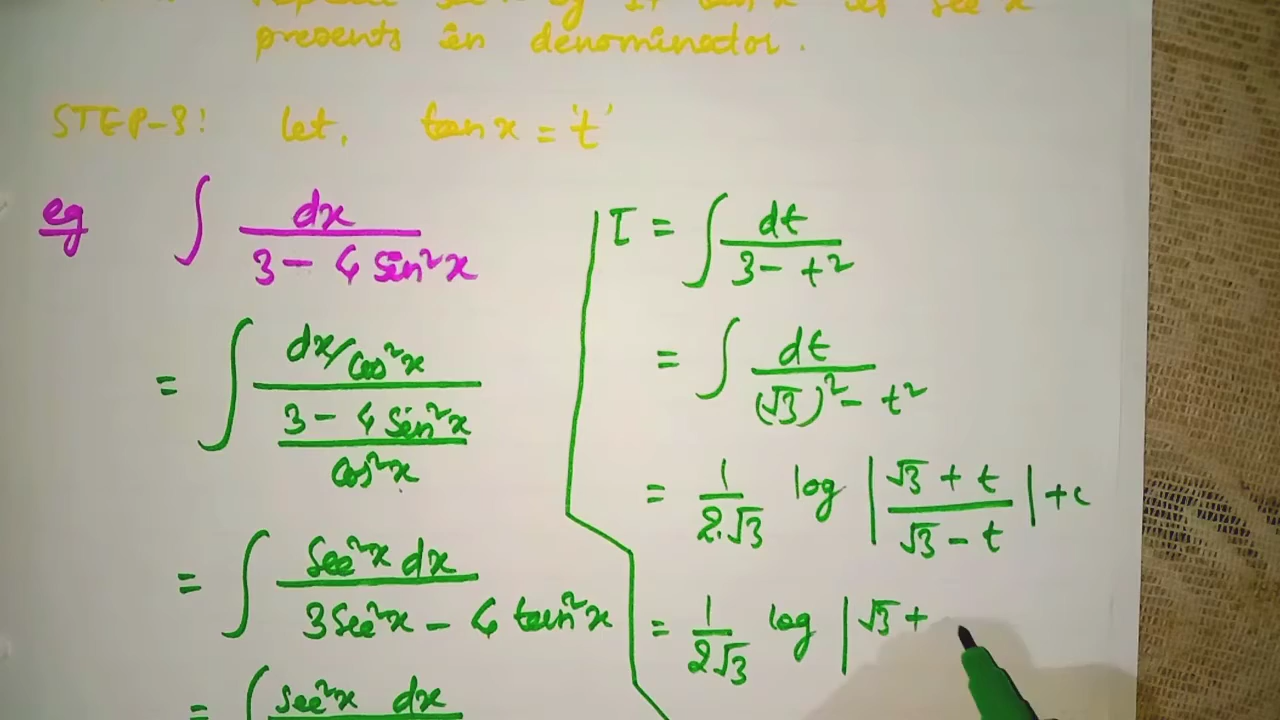 presents in denominator.
STEP-3: let, tan x = 't'
eg ∫ dx / (3 - 4 sin²x)
= ∫ (dx/cos²x) / ((3 - 4 sin²x) / cos²x)
= ∫ sec²x dx / (3 sec²x - 4 tan²x)
= ∫ sec²x dx
I = ∫ dt / (3 - t²)
= ∫ dt / ((√3)² - t²)
= 1 / (2.√3) log | (√3 + t) / (√3 - t) | + c
= 1 / (2√3) log | √3 +